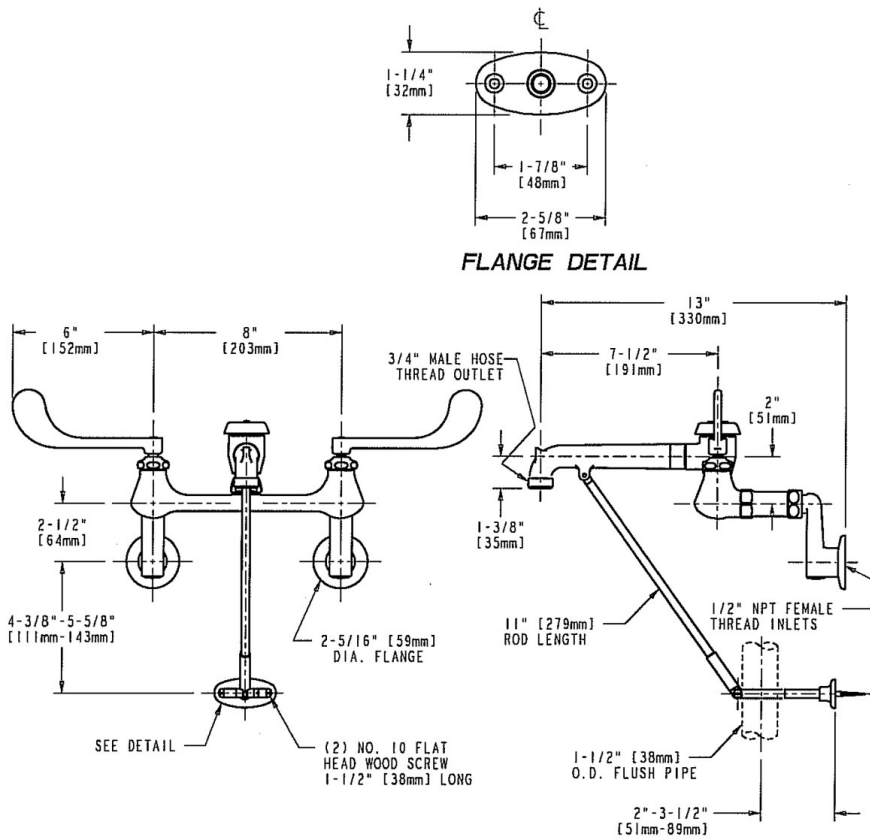 ℄
1-1/4"
[32mm]
1-7/8"
[48mm]
2-5/8"
[67mm]
FLANGE DETAIL
6"
[152mm]
8"
[203mm]
2-1/2"
[64mm]
4-3/8"-5-5/8"
[111mm-143mm]
2-5/16" [59mm]
DIA. FLANGE
SEE DETAIL
(2) NO. 10 FLAT
HEAD WOOD SCREW
1-1/2" [38mm] LONG
13"
[330mm]
7-1/2"
[191mm]
3/4" MALE HOSE
THREAD OUTLET
2"
[51mm]
1-3/8"
[35mm]
11" [279mm]
ROD LENGTH
1/2" NPT FEMALE
THREAD INLETS
1-1/2" [38mm]
O.D. FLUSH PIPE
2"-3-1/2"
[51mm-89mm]